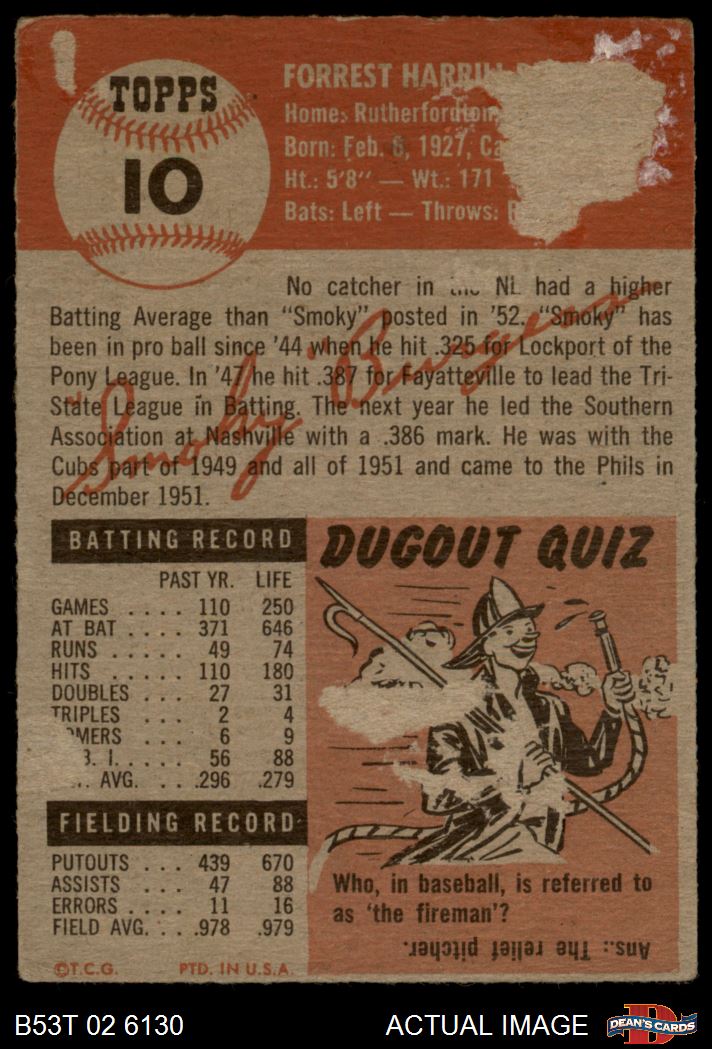 TOPPS
10
FORREST
Home: Rutherfordton,
Born: Feb. 6, 1927,
Ht.: 5'8" — Wt.: 171
Bats: Left — Throws:
No catcher in the NL had a higher
Batting Average than "Smoky" posted in '52. "Smoky" has
been in pro ball since '44 when he hit .325 for Lockport of the
Pony League. In '47 he hit .387 for Fayatteville to lead the Tri-
State League in Batting. The next year he led the Southern
Association at Nashville with a .386 mark. He was with the
Cubs part of 1949 and all of 1951 and came to the Phils in
December 1951.
"Smoky" Burgess
BATTING RECORD
PAST YR. LIFE
GAMES .... 110 250
AT BAT .... 371 646
RUNS ..... 49 74
HITS ..... 110 180
DOUBLES ... 27 31
TRIPLES .... 2 4
6 9
B. I. ..... 56 88
AVG. .... .296 .279
FIELDING RECORD
PUTOUTS ... 439 670
ASSISTS ... 47 88
ERRORS .... 11 16
FIELD AVG. ... .978 .979
©T.C.G. PTD. IN U.S.A.
DUGOUT QUIZ
Who, in baseball, is referred to
as 'the fireman'?
Ans.: The relief pitcher.
B53T 02 6130 ACTUAL IMAGE DEAN'S CARDS